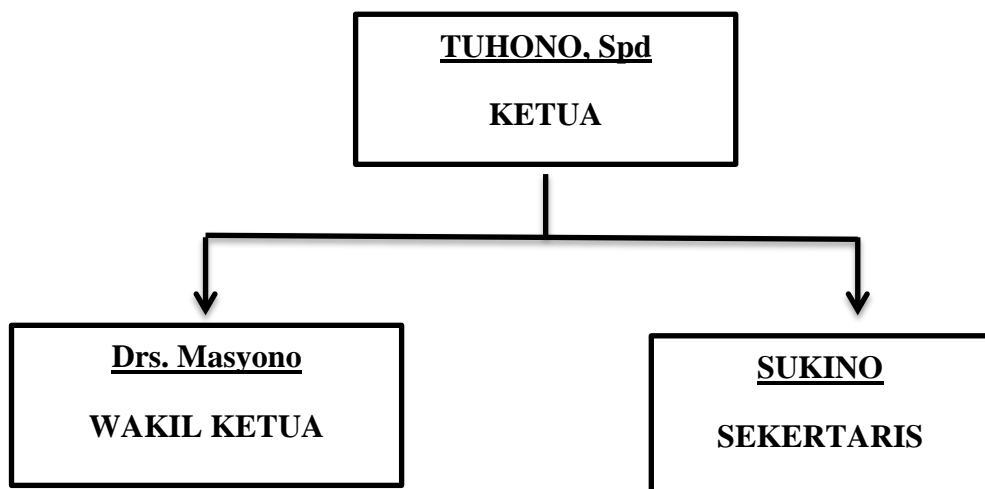 TUHONO, Spd
KETUA
Drs. Masyono
WAKIL KETUA
SUKINO
SEKERTARIS